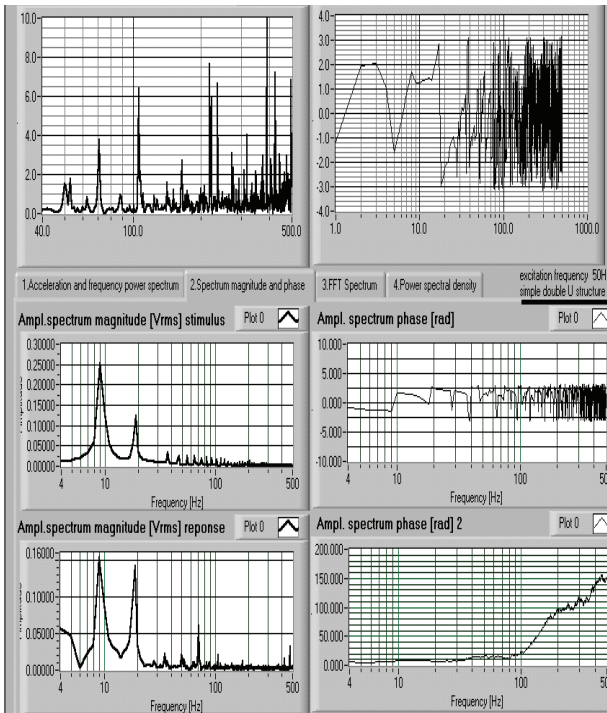 10.0
8.0
6.0
4.0
2.0
0.0
40.0 100.0 500.0
4.0
3.0
2.0
1.0
0.0
-1.0
-2.0
-3.0
-4.0
1.0 10.0 100.0 1000.0
1.Acceleration and frequency power spectrum 2.Spectrum magnitude and phase 3.FFT Spectrum 4.Power spectral density
excitation frequency 50H
simple double U structure
Ampl.spectrum magnitude [Vrms] stimulus Plot 0
0.30000
0.25000
0.20000
0.15000
0.10000
0.05000
0.00000
4 10 100 500
Frequency [Hz]
Ampl. spectrum phase [rad] Plot 0
10.000
5.000
0.000
-5.000
-10.000
4 10 100 50
Frequency [Hz]
Ampl.spectrum magnitude [Vrms] reponse Plot 0
0.16000
0.10000
0.05000
0.00000
4 10 100 500
Frequency [Hz]
Ampl. spectrum phase [rad] 2 Plot 0
200.000
150.000
100.000
50.000
0.000
4 10 100 50
Frequency [Hz]